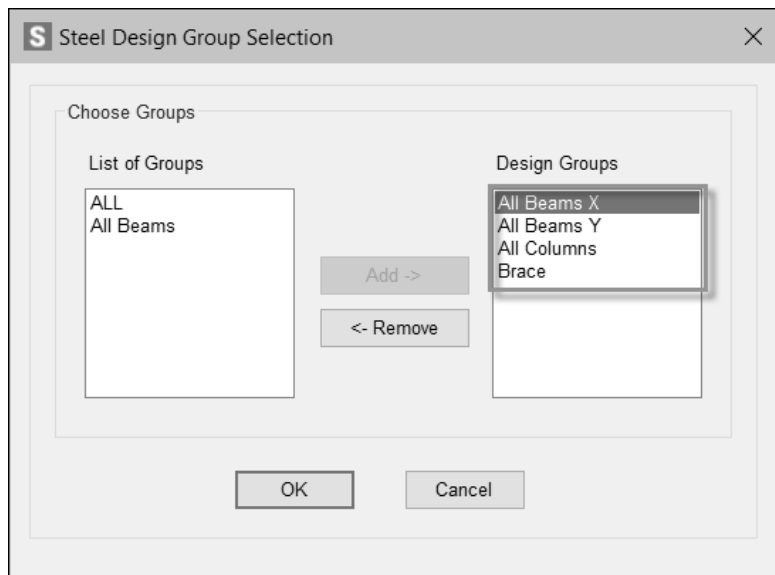 S Steel Design Group Selection
Choose Groups
List of Groups
Design Groups
ALL
All Beams
All Beams X
All Beams Y
All Columns
Brace
Add ->
<- Remove
OK
Cancel